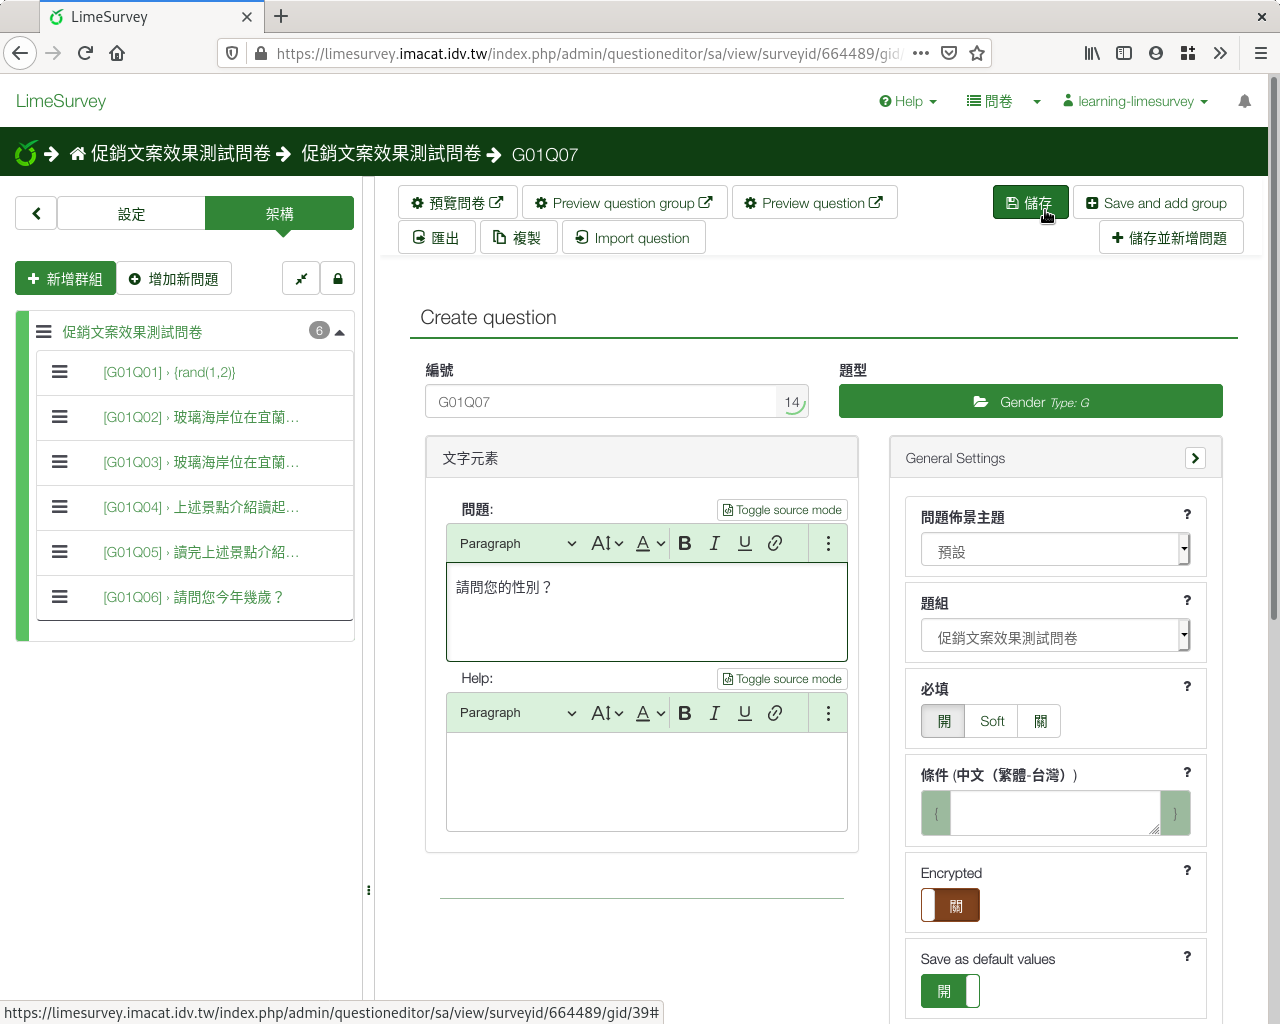 LimeSurvey
https://limesurvey.imacat.idv.tw/index.php/admin/questioneditor/sa/view/surveyid/664489/gid/
LimeSurvey
Help
問卷
learning-limesurvey
促銷文案效果測試問卷
促銷文案效果測試問卷
G01Q07
設定
架構
預覽問卷
Preview question group
Preview question
儲存
Save and add group
匯出
複製
Import question
儲存並新增問題
新增群組
增加新問題
促銷文案效果測試問卷
6
[G01Q01] › {rand(1,2)}
[G01Q02] › 玻璃海岸位在宜蘭…
[G01Q03] › 玻璃海岸位在宜蘭…
[G01Q04] › 上述景點介紹讀起…
[G01Q05] › 讀完上述景點介紹…
[G01Q06] › 請問您今年幾歲？
Create question
編號
G01Q07
14
題型
Gender Type: G
文字元素
問題:
Toggle source mode
Paragraph
A
A
B
I
U
請問您的性別？
Help:
Toggle source mode
Paragraph
A
A
B
I
U
General Settings
問題佈景主題
?
預設
題組
?
促銷文案效果測試問卷
必填
?
開
Soft
關
條件 (中文（繁體-台灣）)
?
{
}
Encrypted
?
關
Save as default values
?
開
https://limesurvey.imacat.idv.tw/index.php/admin/questioneditor/sa/view/surveyid/664489/gid/39#